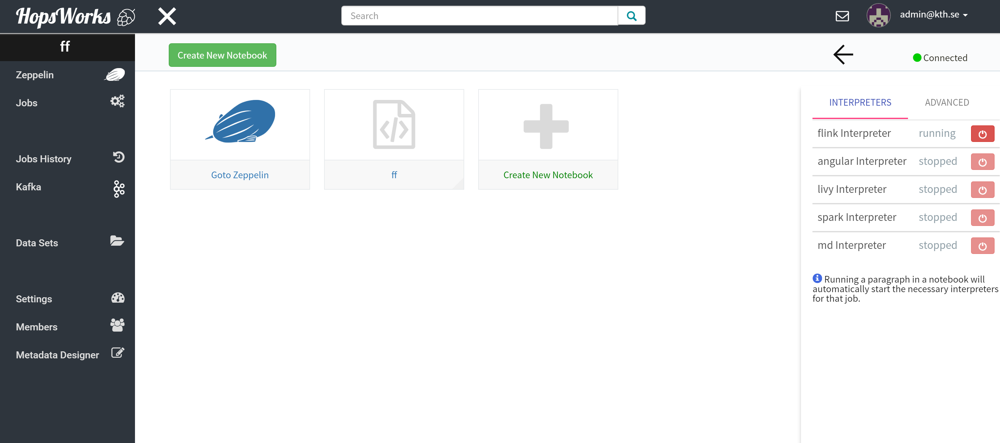 HopsWorks
Search
admin@kth.se
ff
Create New Notebook
Connected
Zeppelin
Jobs
Jobs History
Kafka
Data Sets
Settings
Members
Metadata Designer
Goto Zeppelin
ff
Create New Notebook
INTERPRETERS ADVANCED
flink Interpreter running
angular Interpreter stopped
livy Interpreter stopped
spark Interpreter stopped
md Interpreter stopped
Running a paragraph in a notebook will
automatically start the necessary interpreters
for that job.